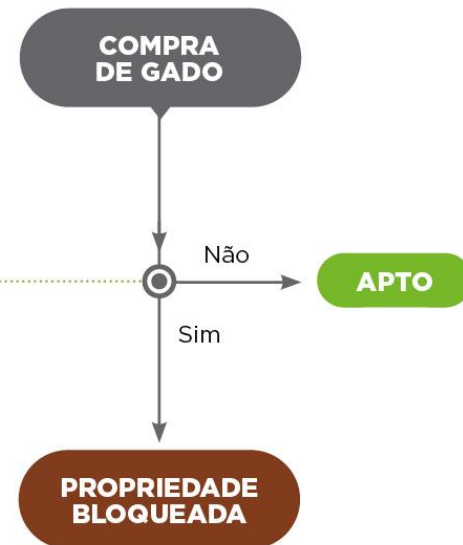 COMPRA
DE GADO
Não
APTO
Sim
PROPRIEDADE
BLOQUEADA